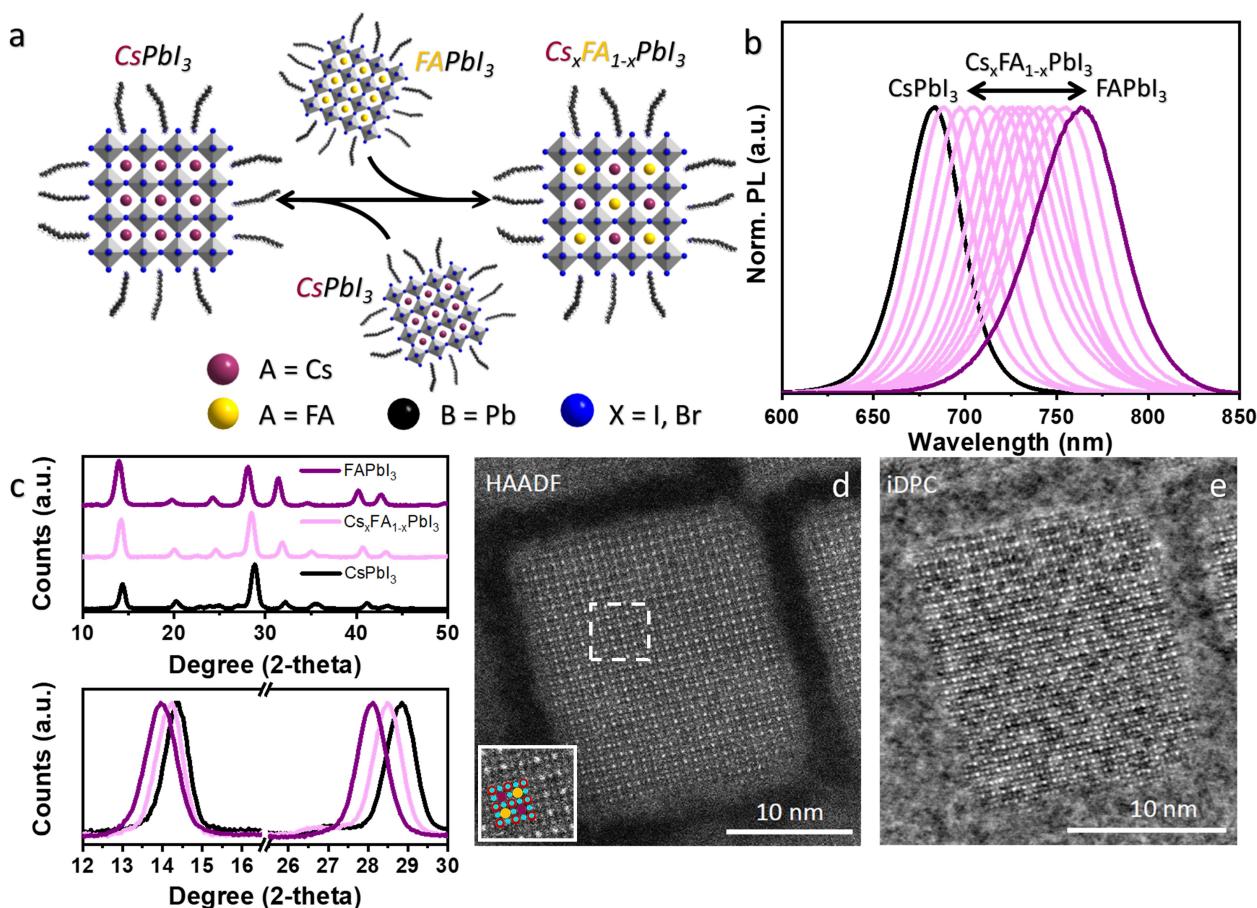 a
CsPbI3
FAPbI3
CsxFA1-xPbI3
CsPbI3
A = Cs
A = FA
B = Pb
X = I, Br
b
CsxFA1-xPbI3
CsPbI3
FAPbI3
Norm. PL (a.u.)
600 650 700 750 800 850
Wavelength (nm)
c
FAPbI3
CsxFA1-xPbI3
CsPbI3
Counts (a.u.)
10 20 30 40 50
Degree (2-theta)
Counts (a.u.)
12 13 14 15 16 26 27 28 29 30
Degree (2-theta)
HAADF
d
10 nm
iDPC
e
10 nm